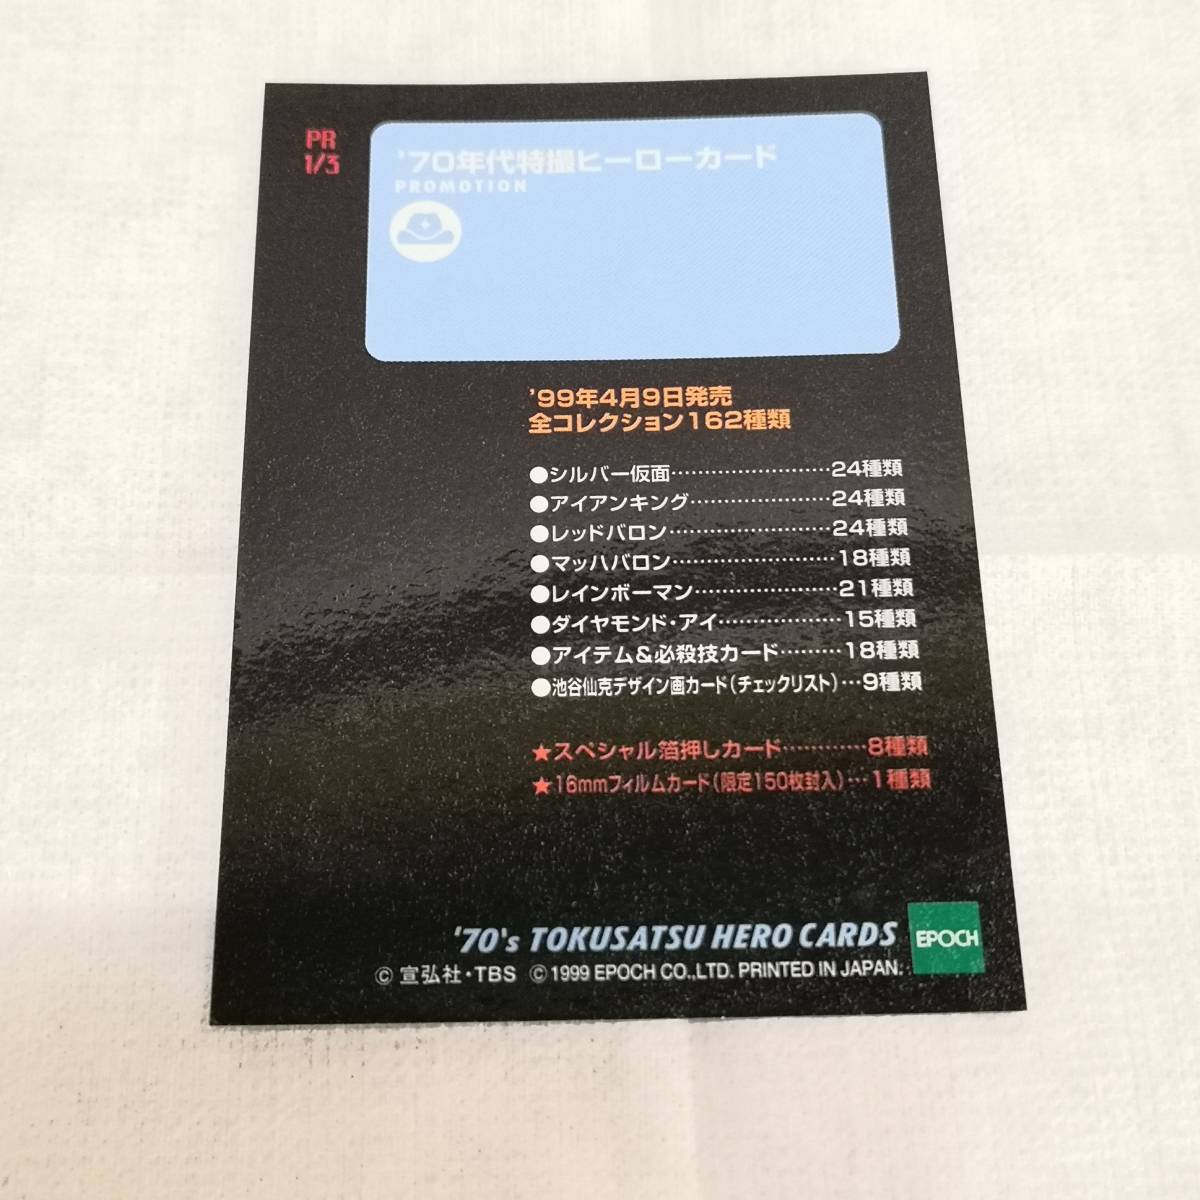 PR
1/3
'70年代特撮ヒーローカード
PROMOTION
'99年4月9日発売
全コレクション162種類
●シルバー仮面……………………24種類
●アイアンキング…………………24種類
●レッドバロン……………………24種類
●マッハバロン……………………18種類
●レインボーマン…………………21種類
●ダイヤモンド・アイ………………15種類
●アイテム&必殺技カード………18種類
●池谷仙克デザイン画カード(チェックリスト)…9種類
★スペシャル箔押しカード…………8種類
★16mmフィルムカード(限定150枚封入)…1種類
'70's TOKUSATSU HERO CARDS
EPOCH
© 宣弘社・TBS © 1999 EPOCH CO.,LTD. PRINTED IN JAPAN.